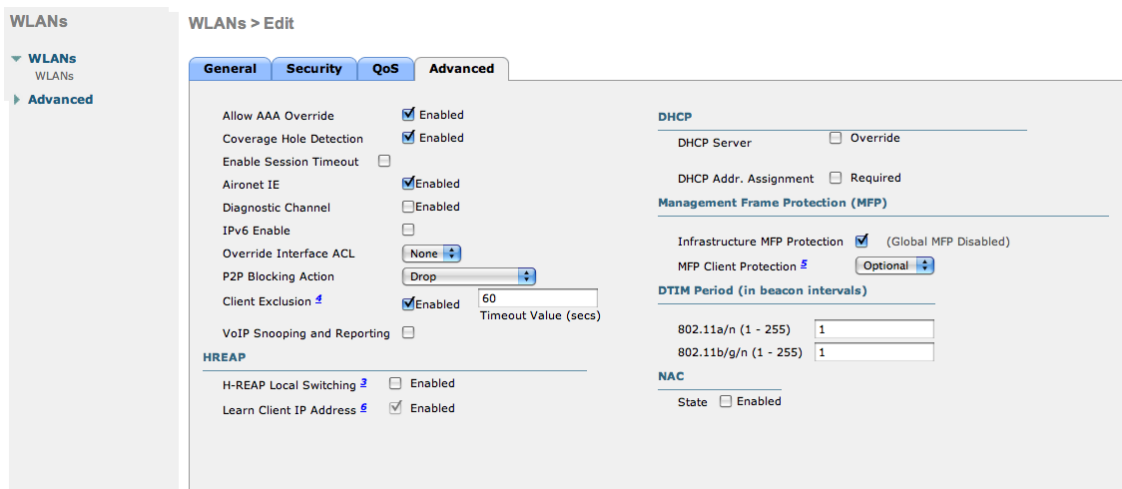 WLANs
WLANs
WLANs
Advanced
WLANs > Edit
General Security QoS Advanced
Allow AAA Override Enabled
Coverage Hole Detection Enabled
Enable Session Timeout
Aironet IE Enabled
Diagnostic Channel Enabled
IPv6 Enable
Override Interface ACL None
P2P Blocking Action Drop
Client Exclusion 4 Enabled 60
Timeout Value (secs)
VoIP Snooping and Reporting
HREAP
H-REAP Local Switching 3 Enabled
Learn Client IP Address 6 Enabled
DHCP
DHCP Server Override
DHCP Addr. Assignment Required
Management Frame Protection (MFP)
Infrastructure MFP Protection (Global MFP Disabled)
MFP Client Protection 5 Optional
DTIM Period (in beacon intervals)
802.11a/n (1 - 255) 1
802.11b/g/n (1 - 255) 1
NAC
State Enabled